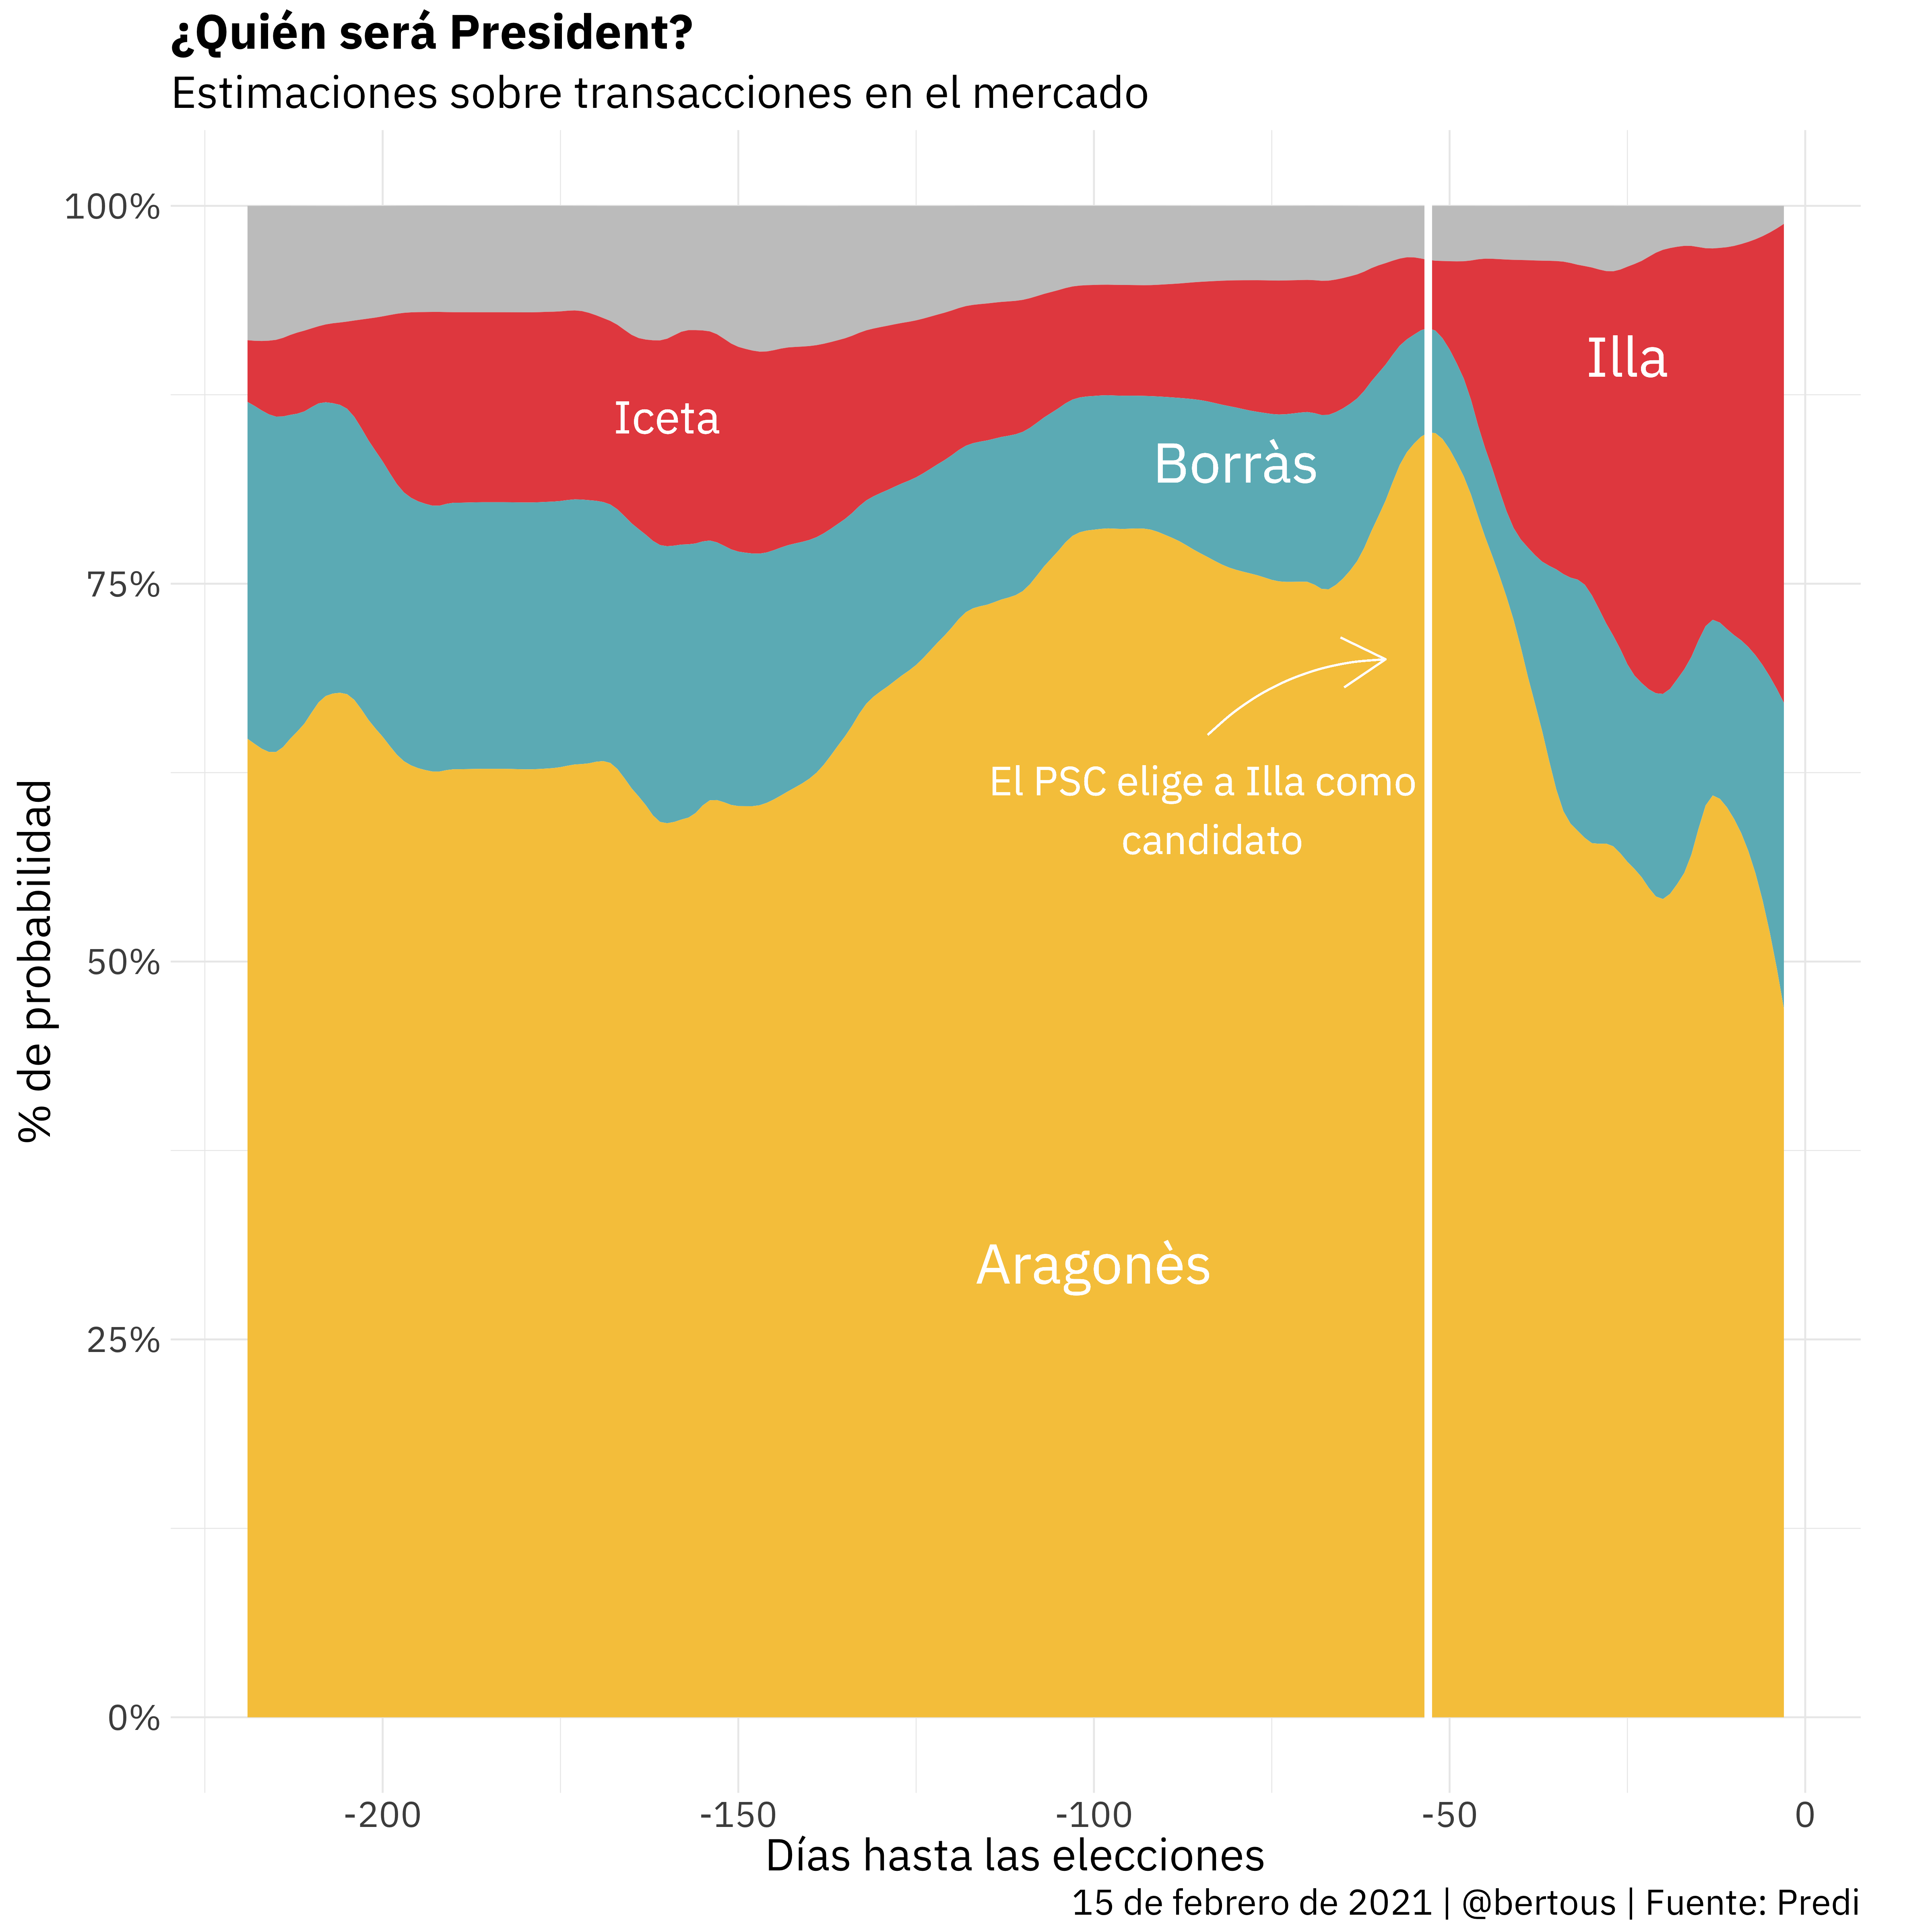 ¿Quién será President?
Estimaciones sobre transacciones en el mercado
100%
75%
50%
25%
0%
% de probabilidad
Iceta
Illa
Borràs
El PSC elige a Illa como
candidato
Aragonès
-200
-150
-100
-50
0
Días hasta las elecciones
15 de febrero de 2021 | @bertous | Fuente: Predi